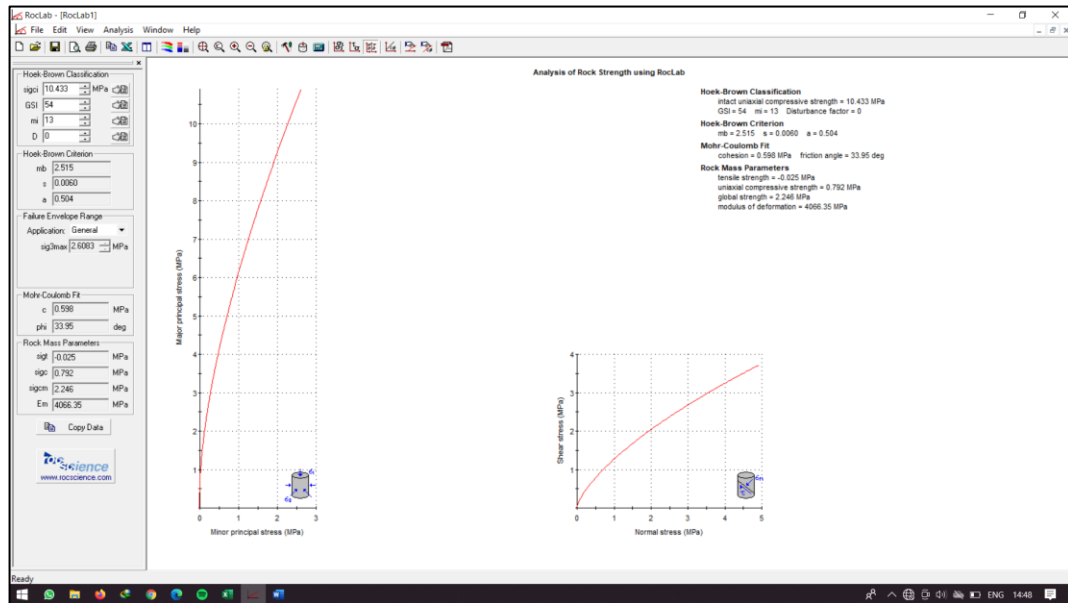 RocLab - [RocLab1]
File Edit View Analysis Window Help
Hoek-Brown Classification
sigci 10.433 MPa
GSI 54
mi 13
D 0
Hoek-Brown Criterion
mb 2.515
s 0.0060
a 0.504
Failure Envelope Range
Application: General
sig3max 2.6083 MPa
Mohr-Coulomb Fit
c 0.598 MPa
phi 33.95 deg
Rock Mass Parameters
sigt -0.025 MPa
sigc 0.792 MPa
sigcm 2.246 MPa
Em 4066.35 MPa
Copy Data
rocscience
www.rocscience.com
Analysis of Rock Strength using RocLab
Hoek-Brown Classification
intact uniaxial compressive strength = 10.433 MPa
GSI = 54 mi = 13 Disturbance factor = 0
Hoek-Brown Criterion
mb = 2.515 s = 0.0060 a = 0.504
Mohr-Coulomb Fit
cohesion = 0.598 MPa friction angle = 33.95 deg
Rock Mass Parameters
tensile strength = -0.025 MPa
uniaxial compressive strength = 0.792 MPa
global strength = 2.246 MPa
modulus of deformation = 4066.35 MPa
Major principal stress (MPa)
10
9
8
7
6
5
4
3
2
1
0 1 2 3
Minor principal stress (MPa)
Shear stress (MPa)
4
3
2
1
0 1 2 3 4 5
Normal stress (MPa)
Ready
ENG 14:48